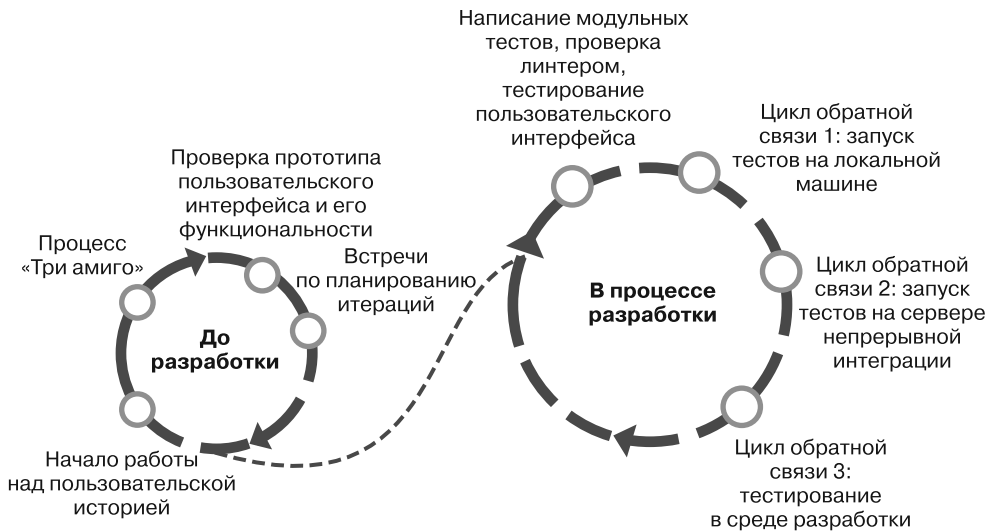 Написание модульных
тестов, проверка
линтером,
тестирование
пользовательского
интерфейса
Цикл обратной
связи 1: запуск
тестов на локальной
машине
Проверка прототипа
пользовательского
интерфейса и его
функциональности
Процесс
«Три амиго»
Встречи
по планированию
итераций
Цикл обратной
связи 2: запуск
тестов на сервере
непрерывной
интеграции
В процессе
разработки
До
разработки
Начало работы
над пользовательской
историей
Цикл обратной
связи 3:
тестирование
в среде разработки